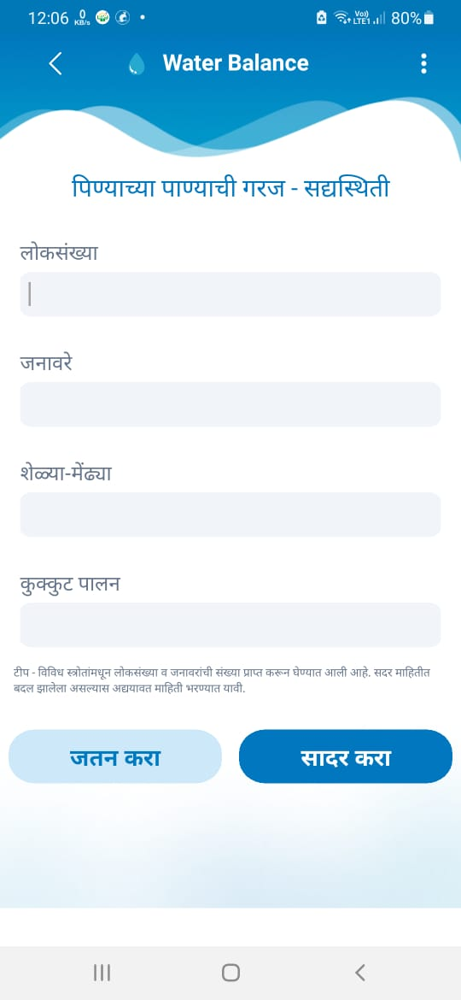 12:06 0 KB/s Vo) LTE1 80%
Water Balance
पिण्याच्या पाण्याची गरज - सद्यस्थिती
लोकसंख्या
जनावरे
शेळ्या-मेंढ्या
कुक्कुट पालन
टीप - विविध स्त्रोतांमधून लोकसंख्या व जनावरांची संख्या प्राप्त करून घेण्यात आली आहे. सदर माहितीत
बदल झालेला असल्यास अद्ययावत माहिती भरण्यात यावी.
जतन करा
सादर करा